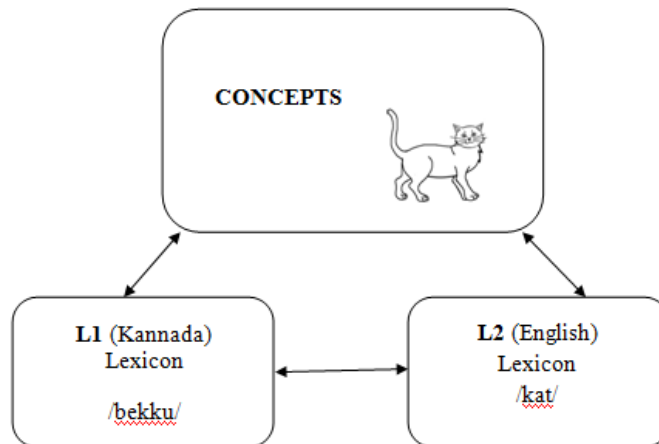 CONCEPTS
L1 (Kannada)
Lexicon
/bekku/
L2 (English)
Lexicon
/kat/